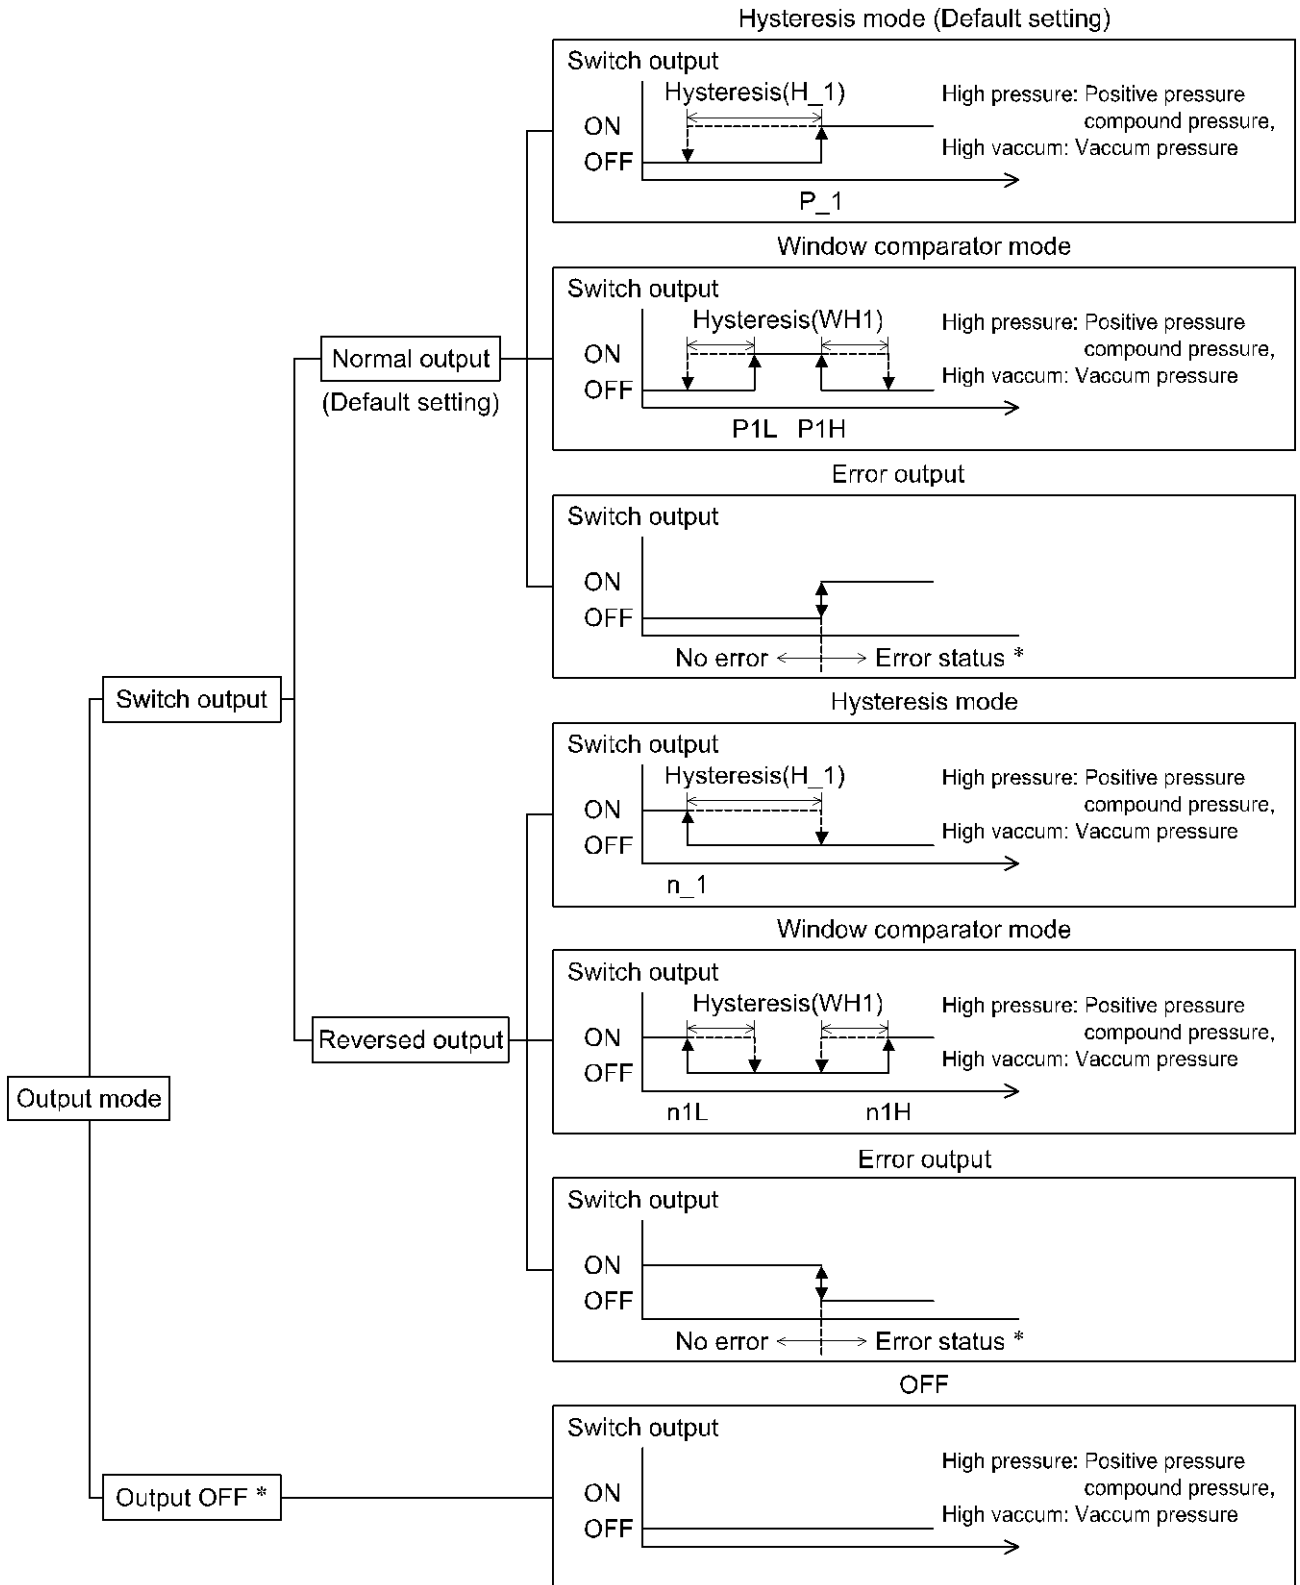 Hysteresis mode (Default setting)
Switch output
Hysteresis(H_1)
High pressure: Positive pressure
compound pressure,
High vaccum: Vaccum pressure
ON
OFF
P_1
Window comparator mode
Switch output
Hysteresis(WH1)
High pressure: Positive pressure
compound pressure,
High vaccum: Vaccum pressure
ON
OFF
P1L P1H
Normal output
(Default setting)
Error output
Switch output
ON
OFF
No error
Error status *
Switch output
Hysteresis mode
Switch output
Hysteresis(H_1)
High pressure: Positive pressure
compound pressure,
High vaccum: Vaccum pressure
ON
OFF
n_1
Window comparator mode
Switch output
Hysteresis(WH1)
High pressure: Positive pressure
compound pressure,
High vaccum: Vaccum pressure
ON
OFF
n1L n1H
Reversed output
Output mode
Error output
Switch output
ON
OFF
No error
Error status *
OFF
Switch output
High pressure: Positive pressure
compound pressure,
High vaccum: Vaccum pressure
ON
OFF
Output OFF *